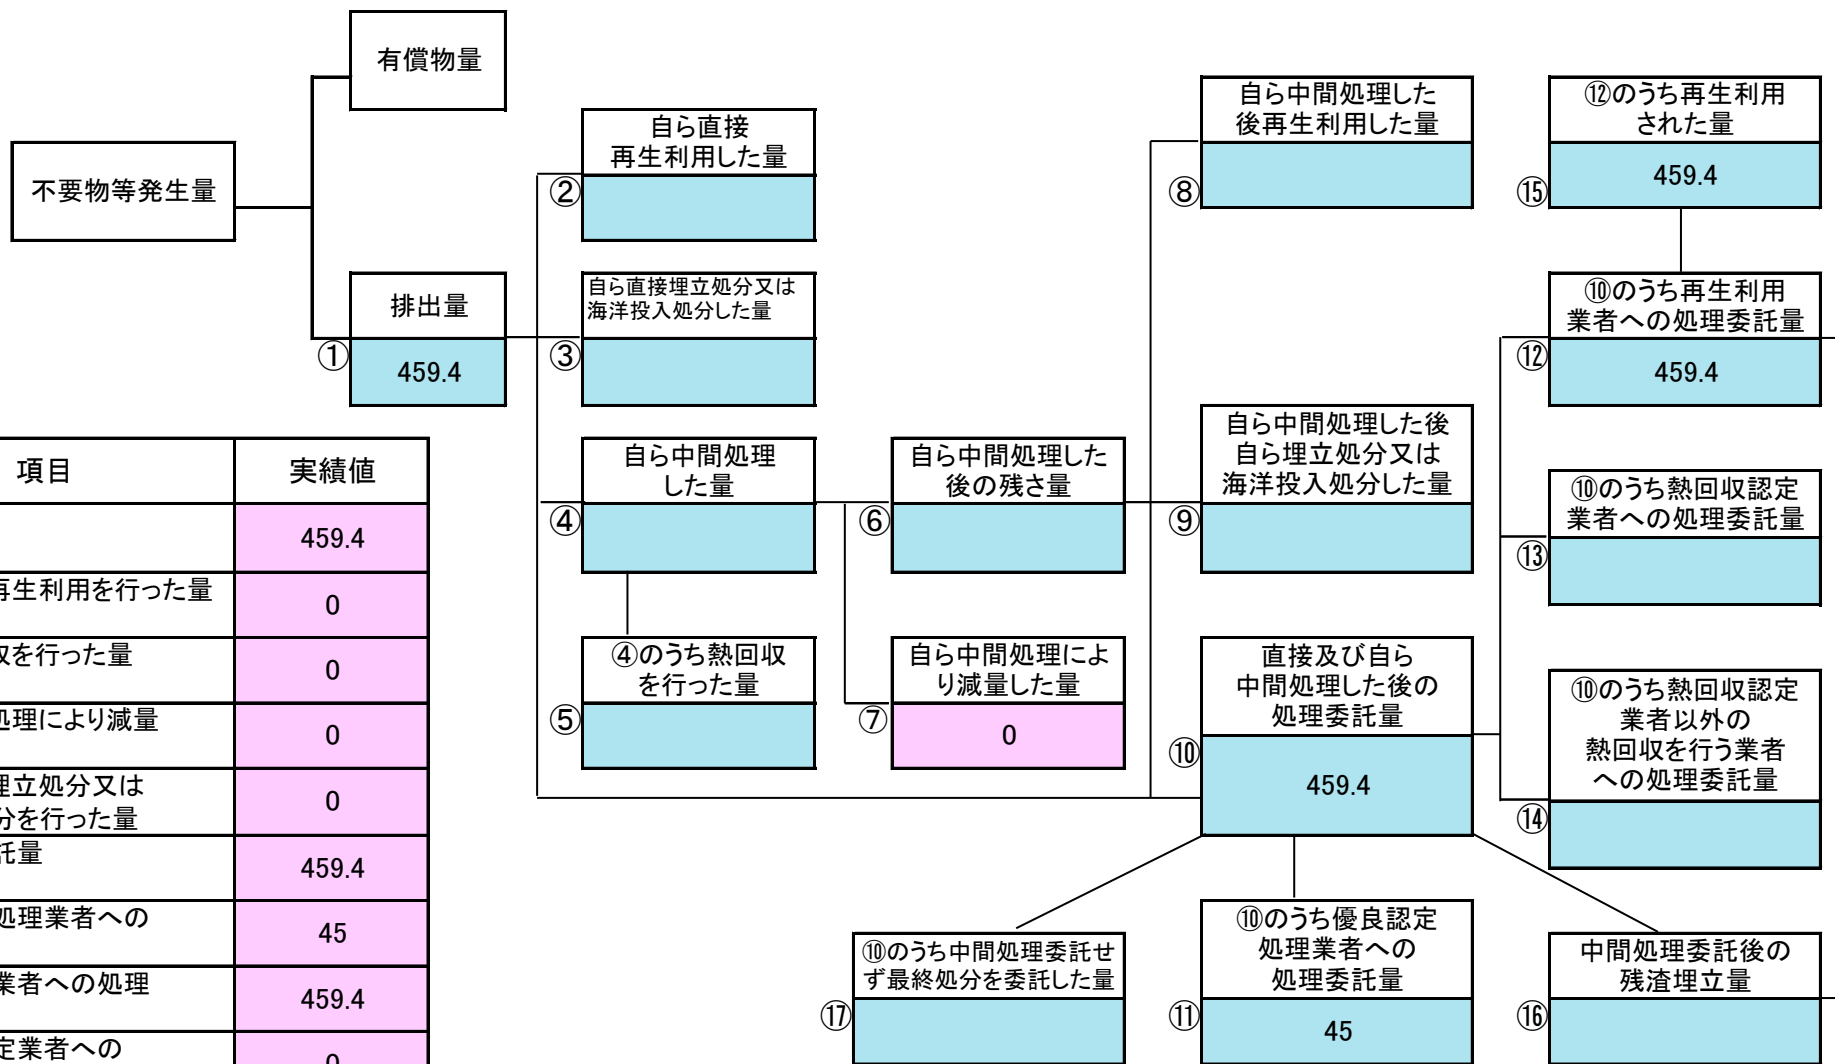 有償物量
不要物等発生量
排出量
①
459.4
自ら直接
再生利用した量
②
自ら直接埋立処分又は
海洋投入処分した量
③
自ら中間処理
した量
④
④のうち熱回収
を行った量
⑤
自ら中間処理した
後の残さ量
⑥
自ら中間処理によ
り減量した量
⑦
0
自ら中間処理した
後再生利用した量
⑧
自ら中間処理した後
自ら埋立処分又は
海洋投入処分した量
⑨
直接及び自ら
中間処理した後の
処理委託量
⑩
459.4
⑩のうち優良認定
処理業者への
処理委託量
⑪
45
⑫のうち再生利用
された量
⑮
459.4
⑩のうち再生利用
業者への処理委託量
⑫
459.4
⑩のうち熱回収認定
業者への処理委託量
⑬
⑩のうち熱回収認定
業者以外の
熱回収を行う業者
への処理委託量
⑭
中間処理委託後の
残渣埋立量
⑯
⑩のうち中間処理委託せ
ず最終処分を委託した量
⑰
項目 実績値
459.4
再生利用を行った量 0
を行った量 0
処理により減量 0
埋立処分又は
分を行った量 0
託量 459.4
処理業者への 45
業者への処理 459.4
定業者への